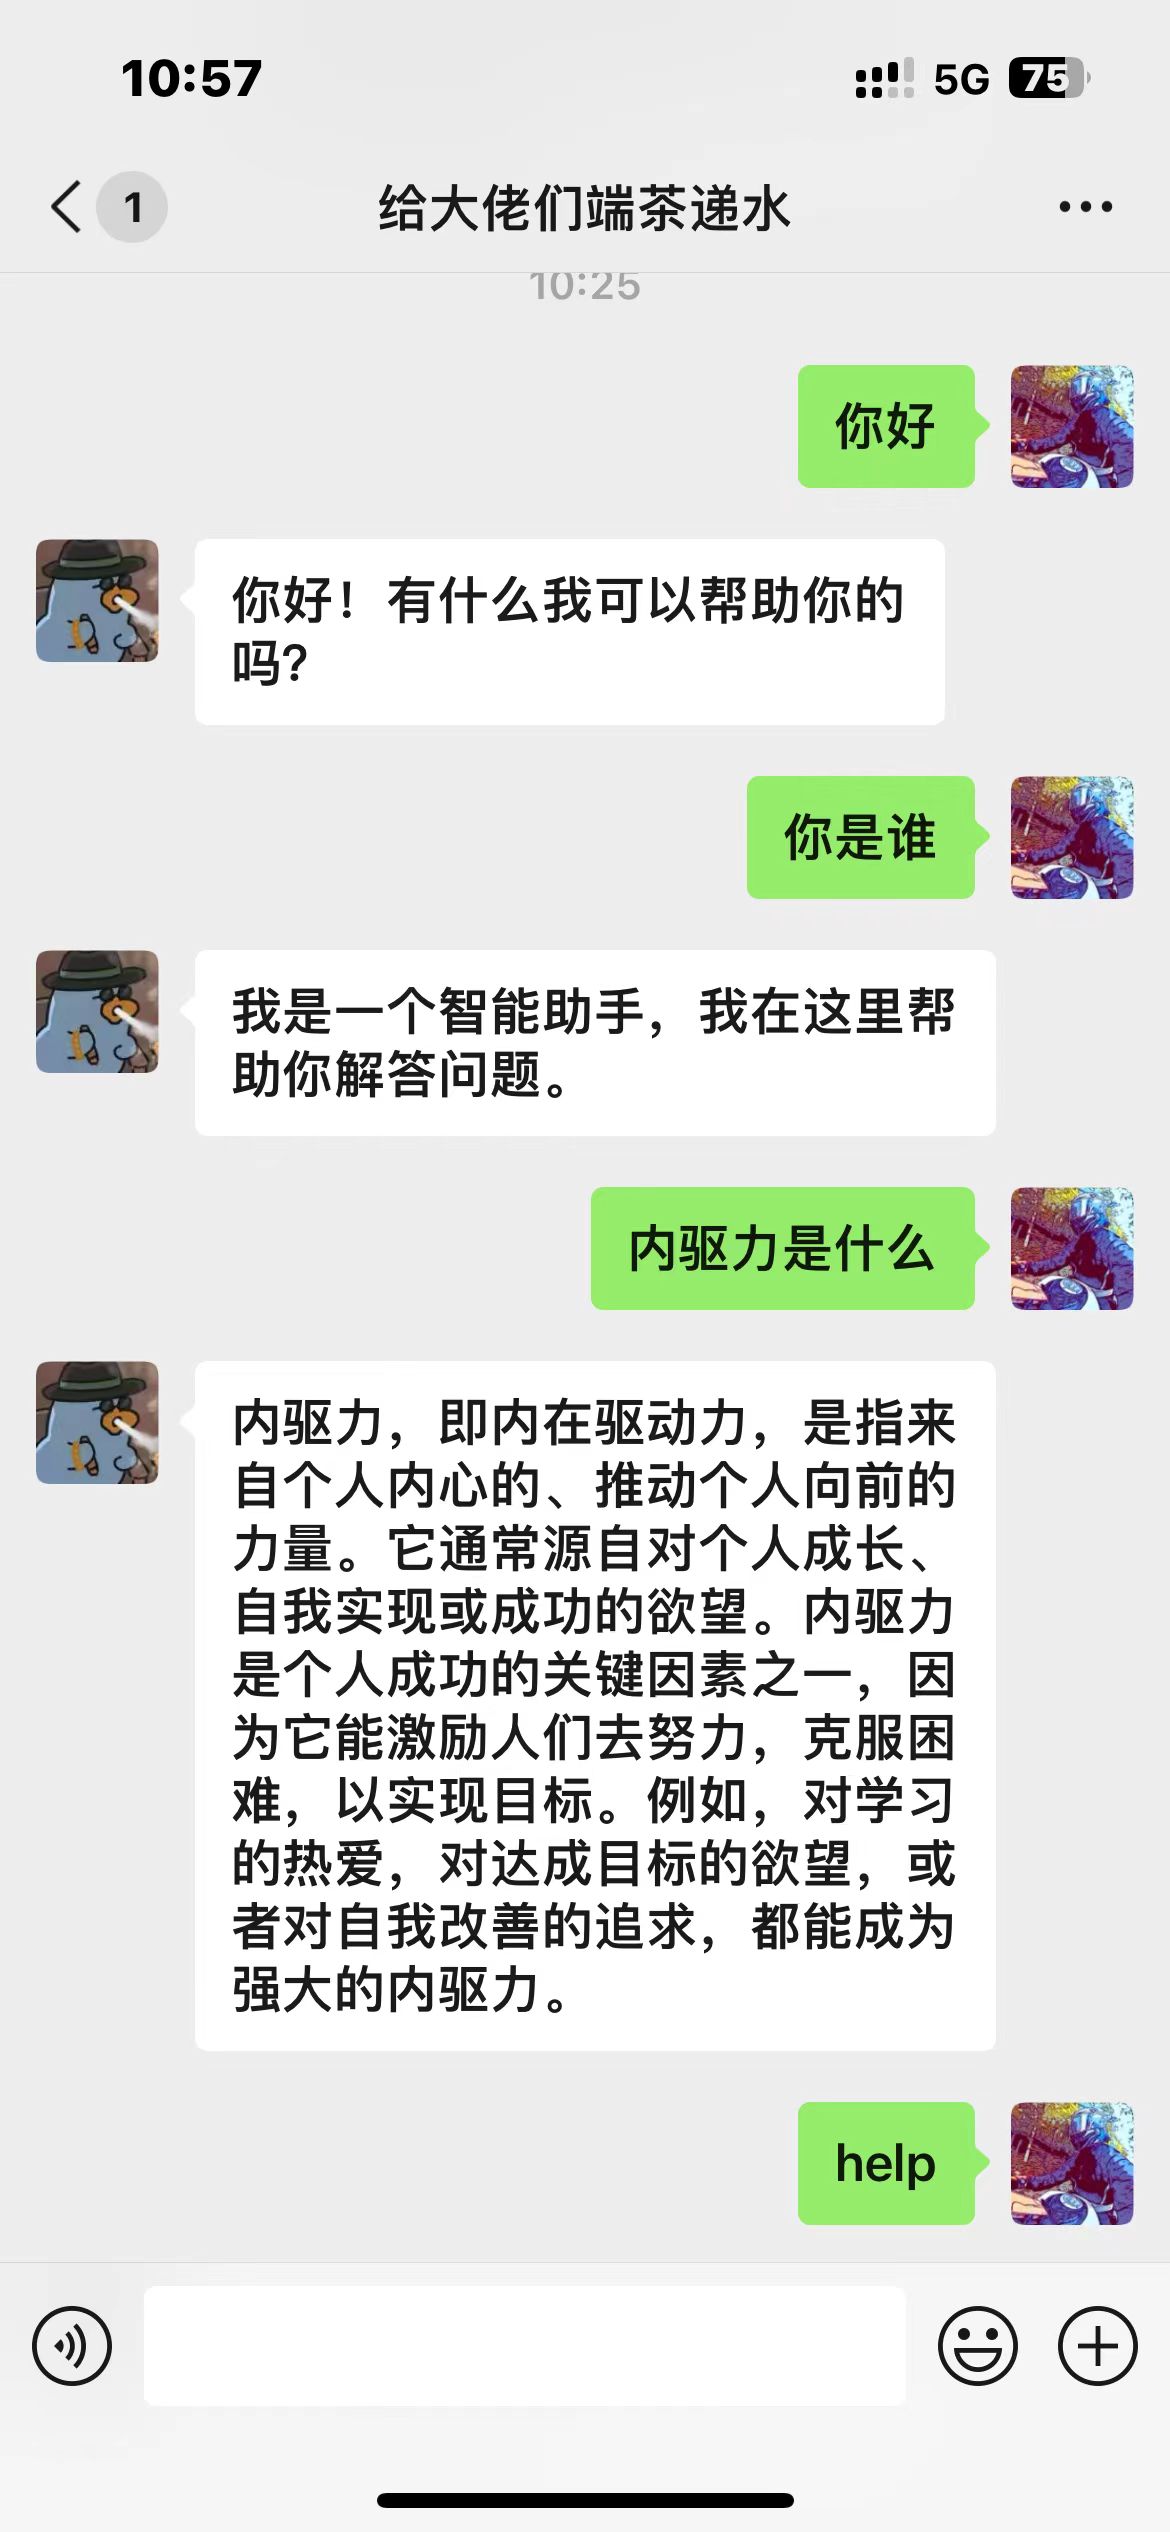 10:57
5G 75
1
给大佬们端茶递水
10:25
你好
你好！有什么我可以帮助你的
吗?
你是谁
我是一个智能助手，我在这里帮
助你解答问题。
内驱力是什么
内驱力，即内在驱动力，是指来
自个人内心的、推动个人向前的
力量。它通常源自对个人成长、
自我实现或成功的欲望。内驱力
是个人成功的关键因素之一，因
为它能激励人们去努力，克服困
难，以实现目标。例如，对学习
的热爱，对达成目标的欲望，或
者对自我改善的追求，都能成为
强大的内驱力。
help